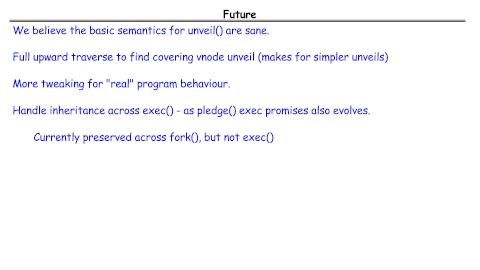 Future
We believe the basic semantics for unveil() are sane.
Full upward traverse to find covering vnode unveil (makes for simpler unveils)
More tweaking for "real" program behaviour.
Handle inheritance across exec() - as pledge() exec promises also evolves.
Currently preserved across fork(), but not exec()